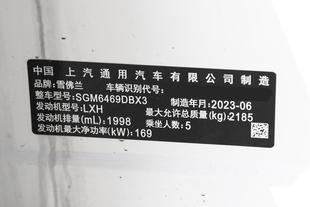 中国 上汽通用汽车有限公司制造
品牌:雪佛兰 车辆识别代号:
整车型号:SGM6469DBX3 制造年月:2023-06
发动机型号:LXH 最大允许总质量(kg):2185
发动机排量(mL):1998 乘坐人数:5
发动机最大净功率(kW):169